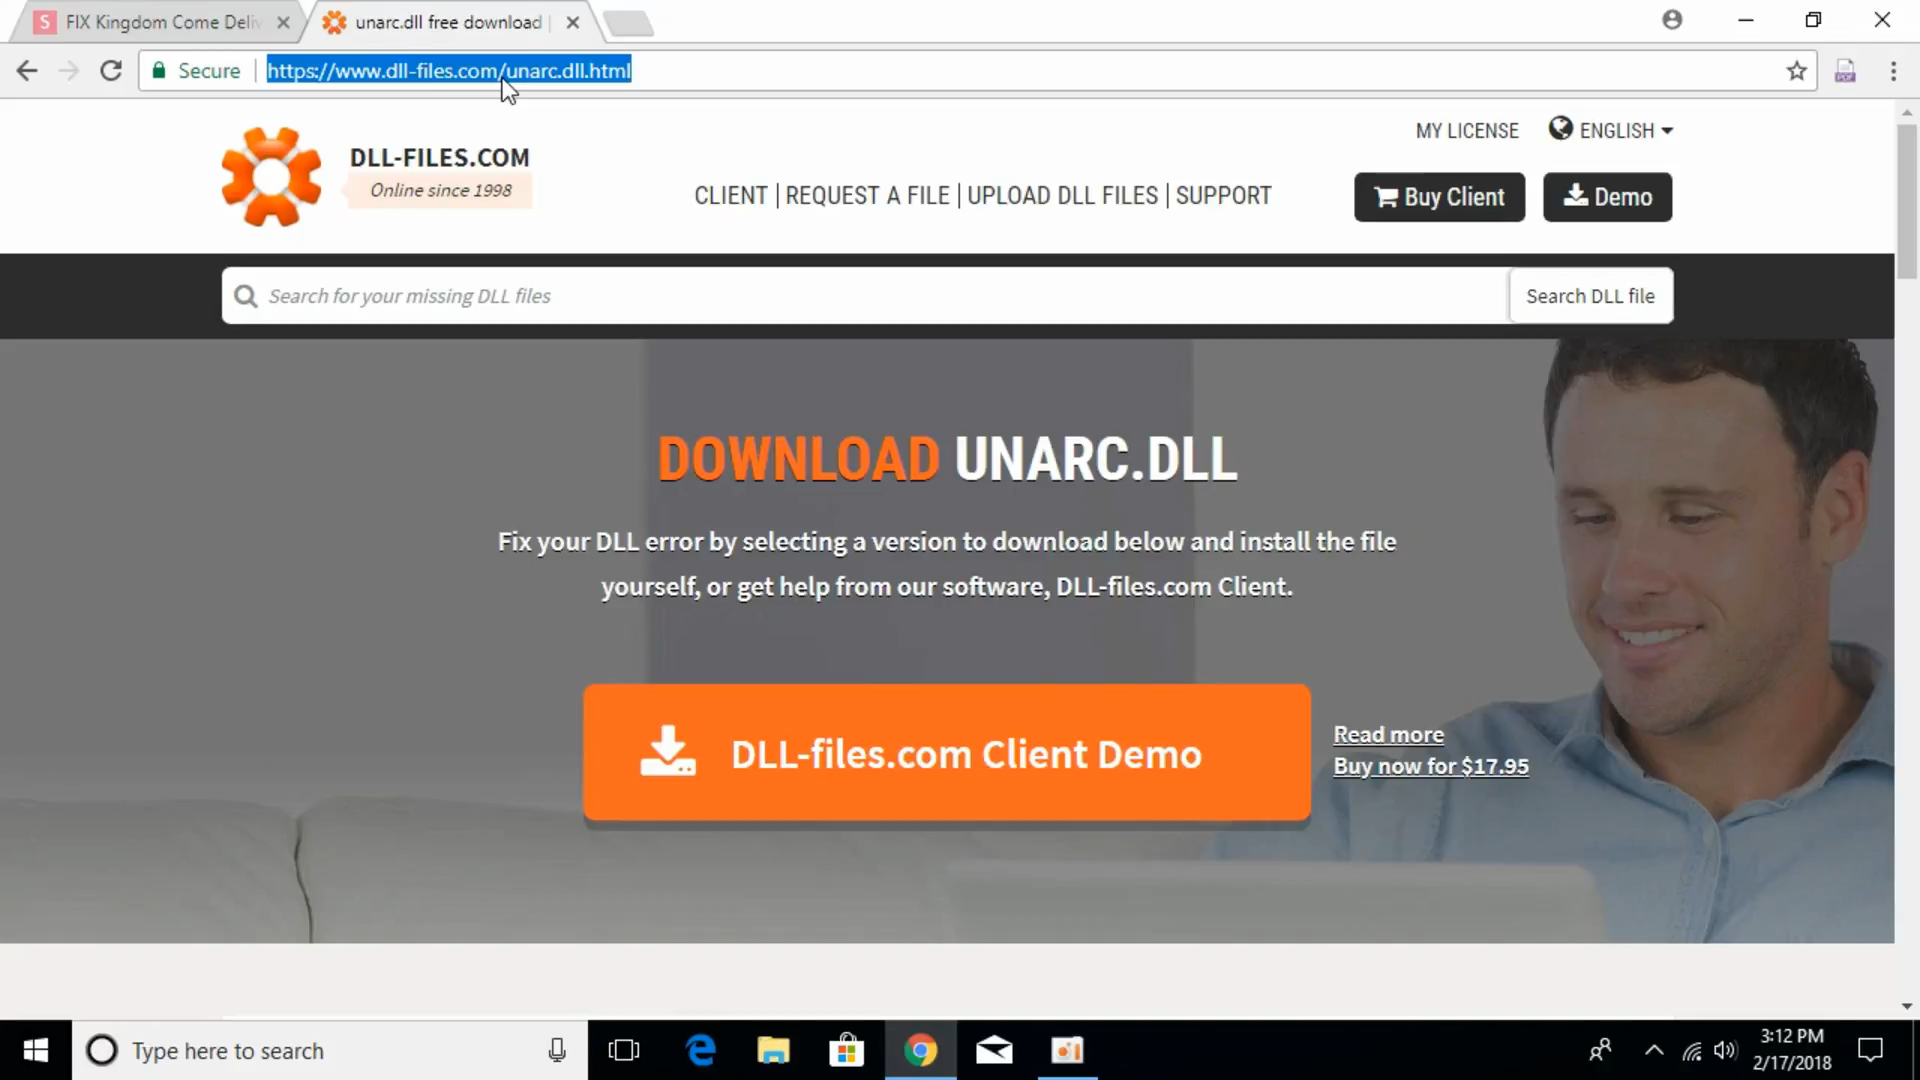 FIX Kingdom Come Deliv
unarc.dll free download |
Secure
https://www.dll-files.com/unarc.dll.html
PDF
DLL-FILES.COM
Online since 1998
MY LICENSE
ENGLISH
CLIENT | REQUEST A FILE | UPLOAD DLL FILES | SUPPORT
Buy Client
Demo
Search for your missing DLL files
Search DLL file
DOWNLOAD UNARC.DLL
Fix your DLL error by selecting a version to download below and install the file
yourself, or get help from our software, DLL-files.com Client.
DLL-files.com Client Demo
Read more
Buy now for $17.95
Type here to search
3:12 PM
2/17/2018